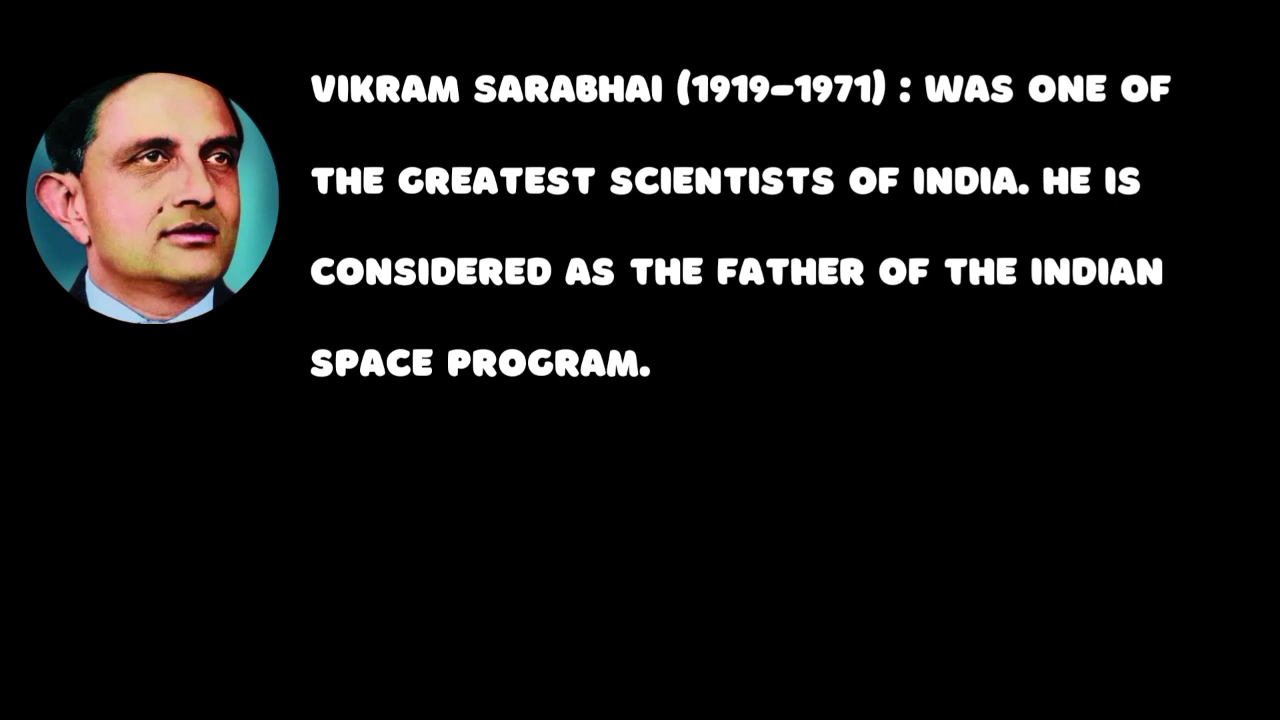 VIKRAM SARABHAI (1919–1971) : WAS ONE OF
THE GREATEST SCIENTISTS OF INDIA. HE IS
CONSIDERED AS THE FATHER OF THE INDIAN
SPACE PROGRAM.